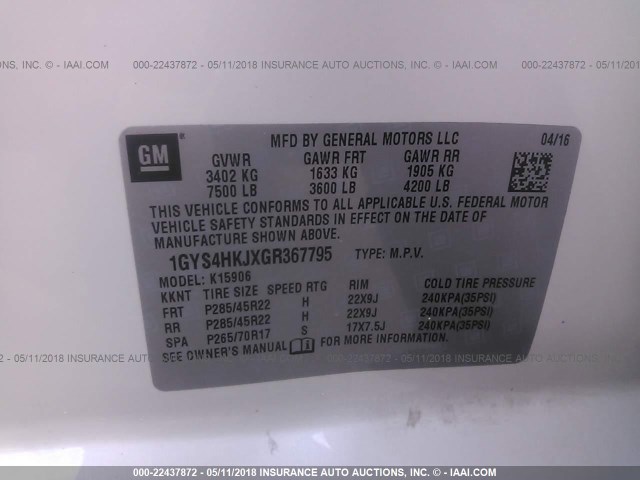 000-22437872 - 05/11/2018 INSURANCE AUTO AUCTIONS, INC. © - IAAI.COM
GM
MFD BY GENERAL MOTORS LLC 04/16
GVWR GAWR FRT GAWR RR
3402 KG 1633 KG 1905 KG
7500 LB 3600 LB 4200 LB
THIS VEHICLE CONFORMS TO ALL APPLICABLE U.S. FEDERAL MOTOR
VEHICLE SAFETY STANDARDS IN EFFECT ON THE DATE OF
MANUFACTURE SHOWN ABOVE.
1GYS4HKJXGR367795 TYPE: M.P.V.
MODEL: K15906
KKNT TIRE SIZE SPEED RTG RIM COLD TIRE PRESSURE
FRT P285/45R22 H 22X9J 240KPA(35PSI)
RR P285/45R22 H 22X9J 240KPA(35PSI)
SPA P265/70R17 S 17X7.5J 240KPA(35PSI)
SEE OWNER'S MANUAL FOR MORE INFORMATION.
000-22437872 - 05/11/2018 INSURANCE AUTO AUCTIONS, INC. © - IAAI.COM
000-22437872 - 05/11/2018 INSURANCE AUTO AUCTIONS, INC. © - IAAI.COM